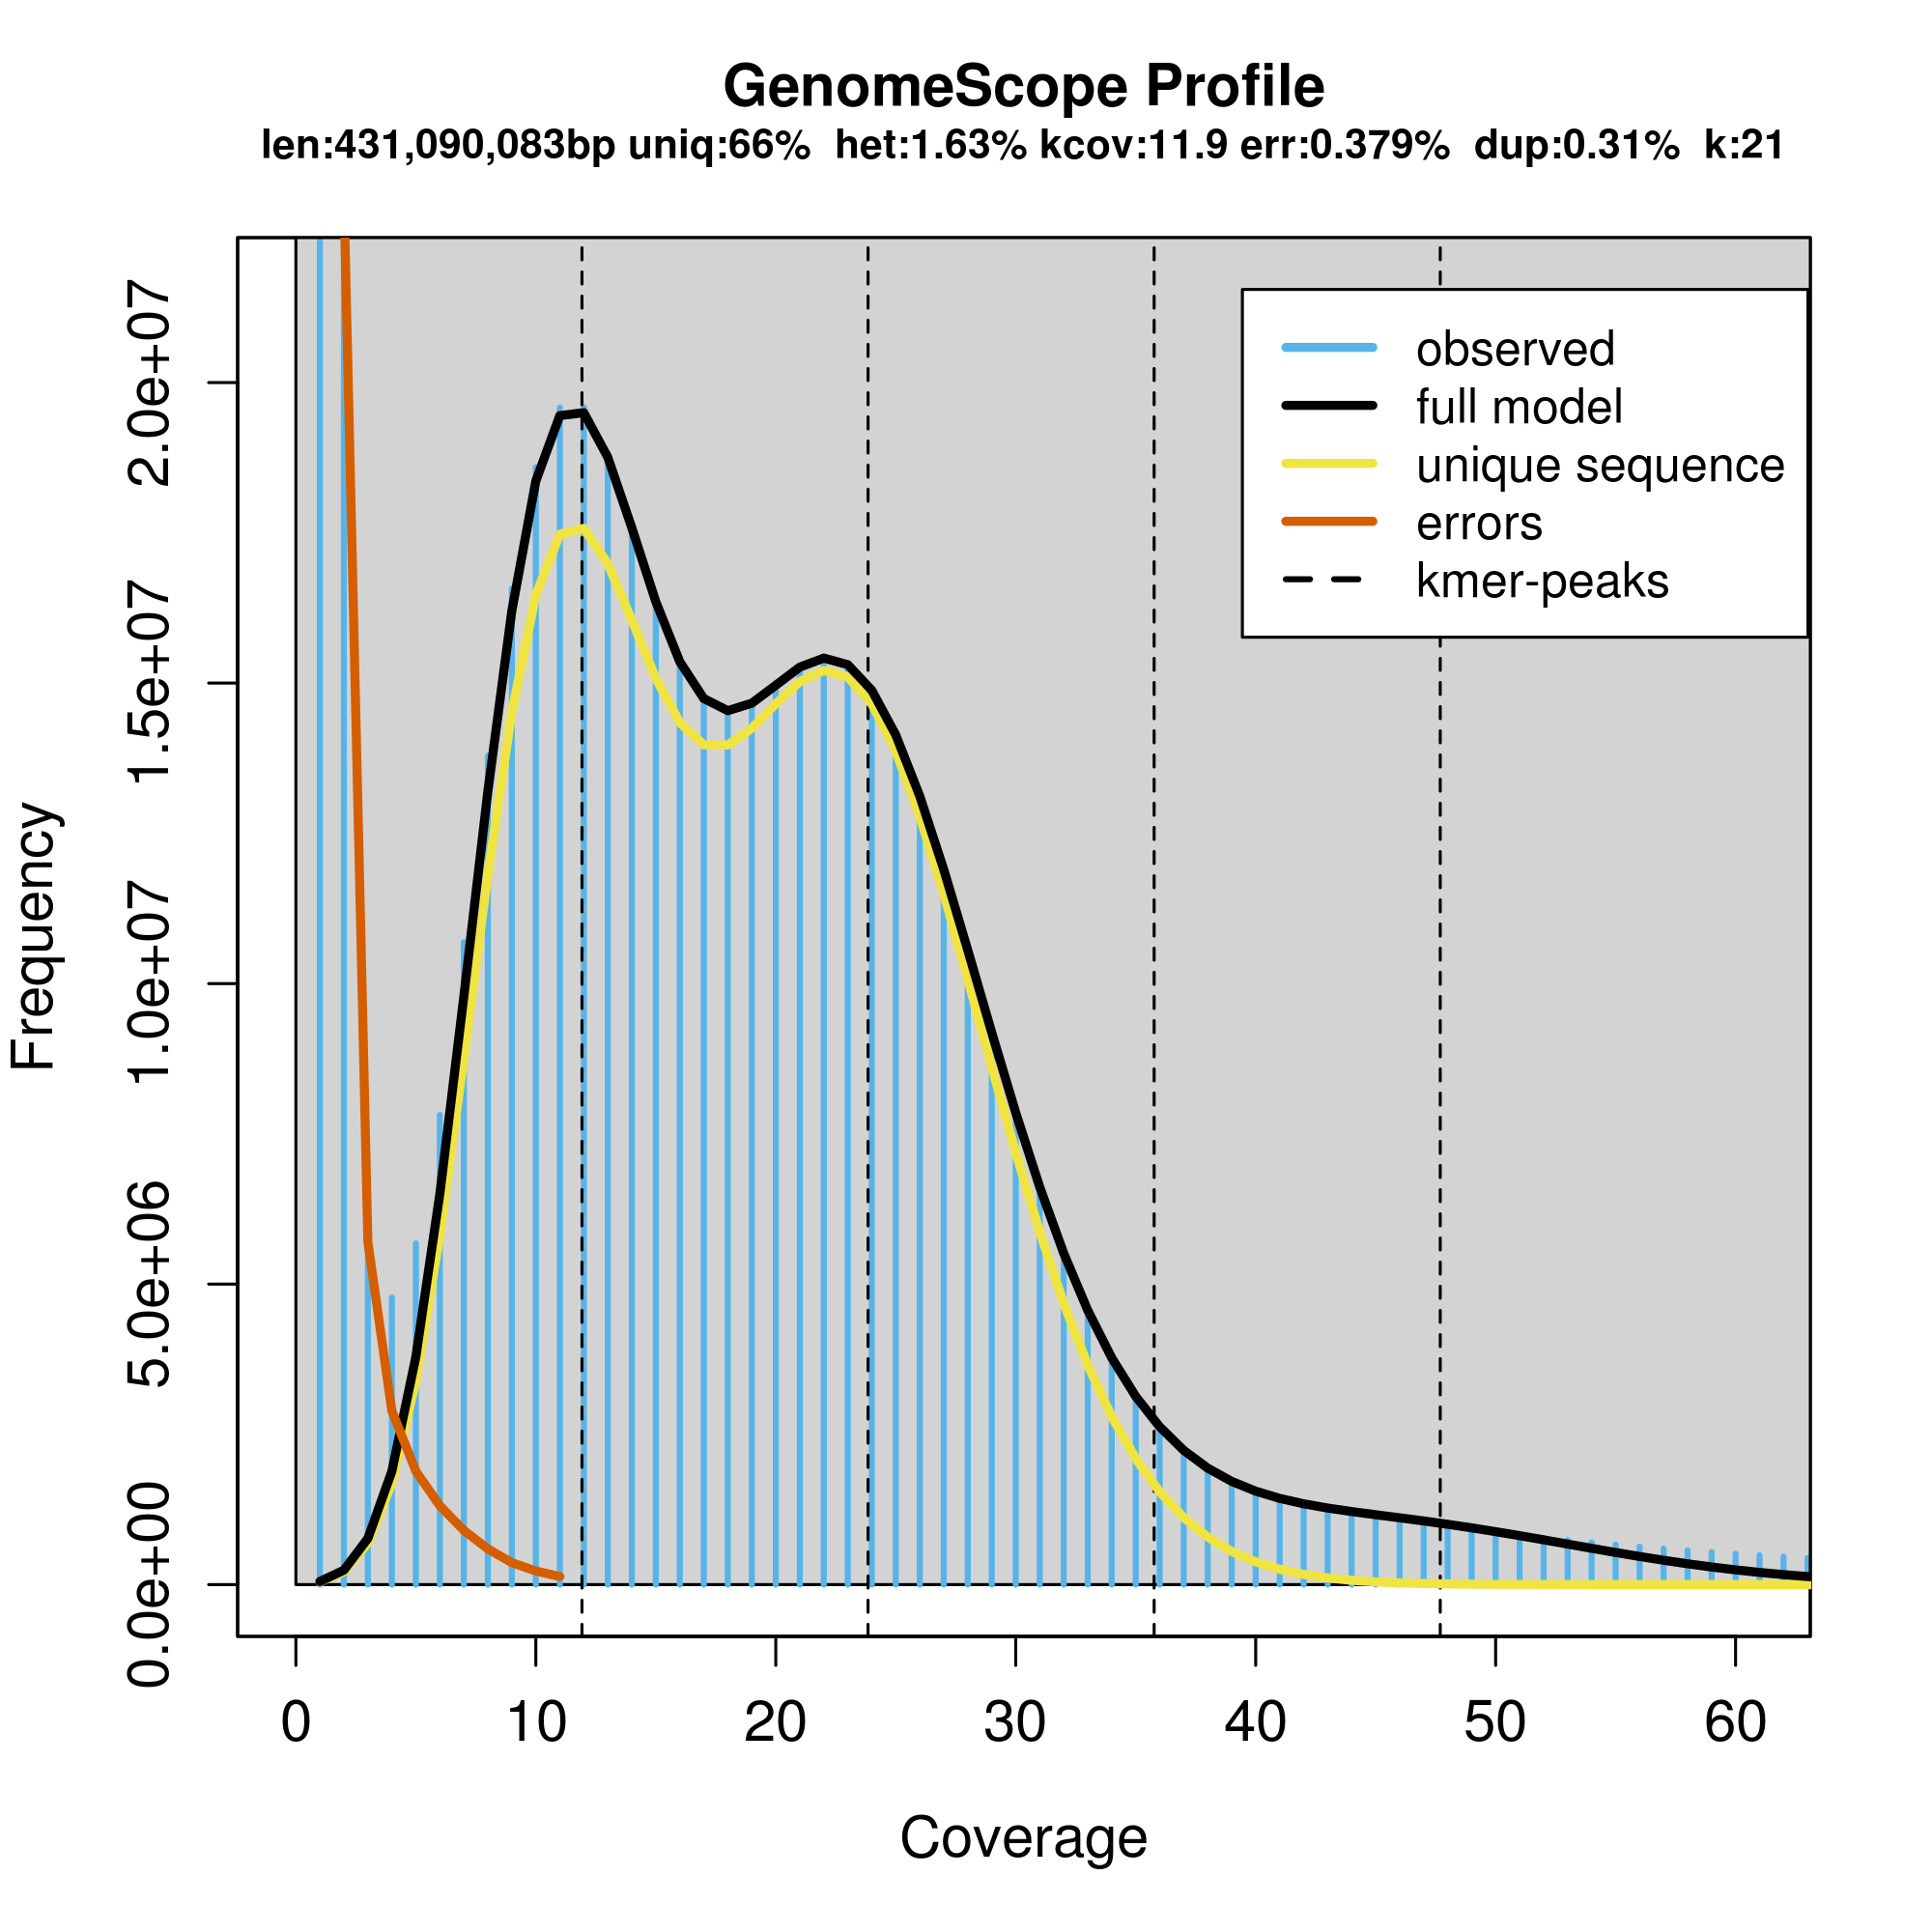 GenomeScope Profile
len:431,090,083bp uniq:66% het:1.63% kcov:11.9 err:0.379% dup:0.31% k:21
observed
full model
unique sequence
errors
kmer-peaks
Frequency
2.0e+07
1.5e+07
1.0e+07
5.0e+06
0.0e+00
0 10 20 30 40 50 60
Coverage